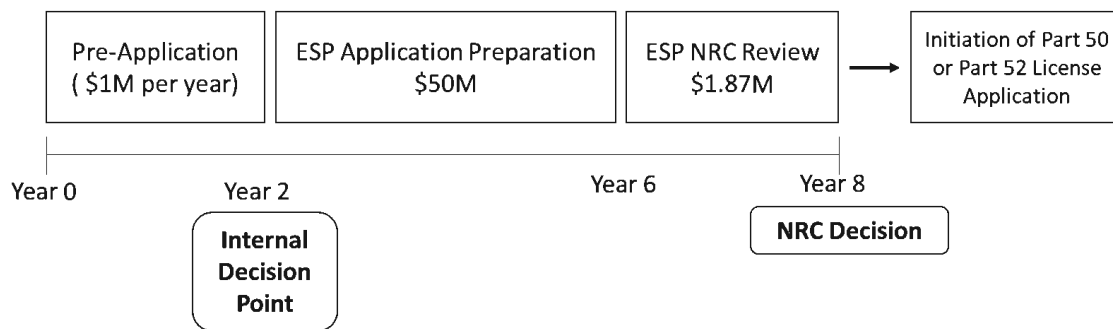 Pre-Application
( $1M per year)
ESP Application Preparation
$50M
ESP NRC Review
$1.87M
Initiation of Part 50
or Part 52 License
Application
Year 0
Year 2
Year 6
Year 8
Internal
Decision
Point
NRC Decision